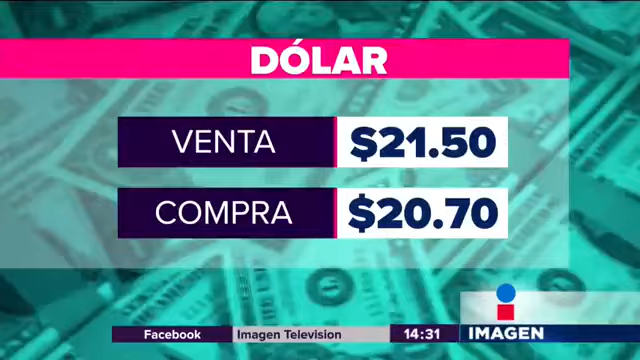 DÓLAR
VENTA $21.50
COMPRA $20.70
Facebook Imagen Television 14:31 IMAGEN